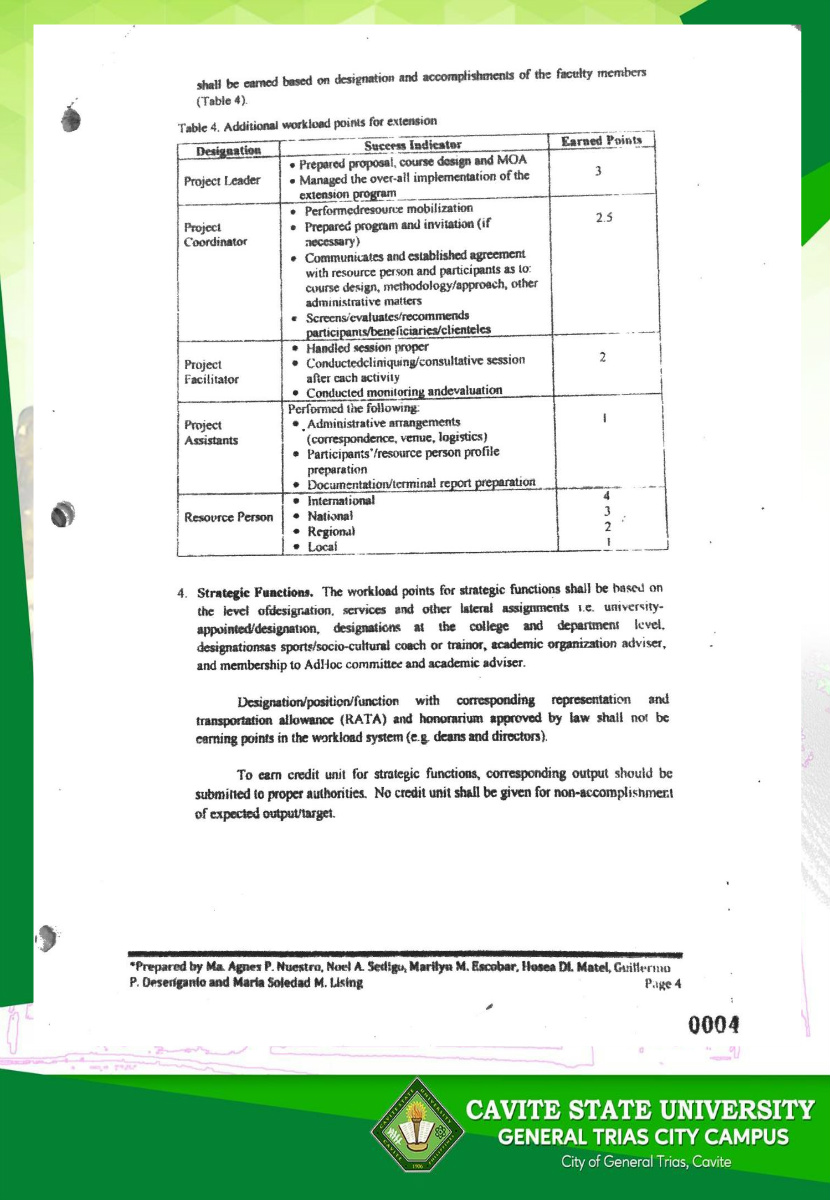 shall be earned based on designation and accomplishments of the faculty members
(Table 4).
Table 4. Additional workload points for extension
Designation Success Indicator Earned Points
Project Leader
• Prepared proposal, course design and MOA
• Managed the over-all implementation of the
extension program
3
Project
Coordinator
• Performedresource mobilization
• Prepared program and invitation (if
necessary)
• Communicates and established agreement
with resource person and participants as to:
course design, methodology/approach, other
administrative matters
• Screens/evaluates/recommends
participants/beneficiaries/clienteles
2.5
Project
Facilitator
• Handled session proper
• Conductedcliniquing/consultative session
after each activity
• Conducted monitoring andevaluation
2
Project
Assistants
Performed the following:
• Administrative arrangements
(correspondence, venue, logistics)
• Participants'/resource person profile
preparation
• Documentation/terminal report preparation
1
Resource Person
• International 4
• National 3
• Regional 2
• Local 1
4. Strategic Functions. The workload points for strategic functions shall be based on
the level ofdesignation, services and other lateral assignments i.e. university-
appointed/designation, designations at the college and department level,
designationsas sports/socio-cultural coach or trainor, academic organization adviser,
and membership to AdHoc committee and academic adviser.
Designation/position/function with corresponding representation and
transportation allowance (RATA) and honorarium approved by law shall not be
earning points in the workload system (e.g. deans and directors).
To earn credit unit for strategic functions, corresponding output should be
submitted to proper authorities. No credit unit shall be given for non-accomplishment
of expected output/target.
*Prepared by Ma. Agnes P. Nuestro, Noel A. Sedigo, Marilyn M. Escobar, Hosea Dl. Matel, Guillermo
P. Deseriganio and Maria Soledad M. Lising Page 4
0004
CAVITE STATE UNIVERSITY
GENERAL TRIAS CITY CAMPUS
City of General Trias, Cavite
1906